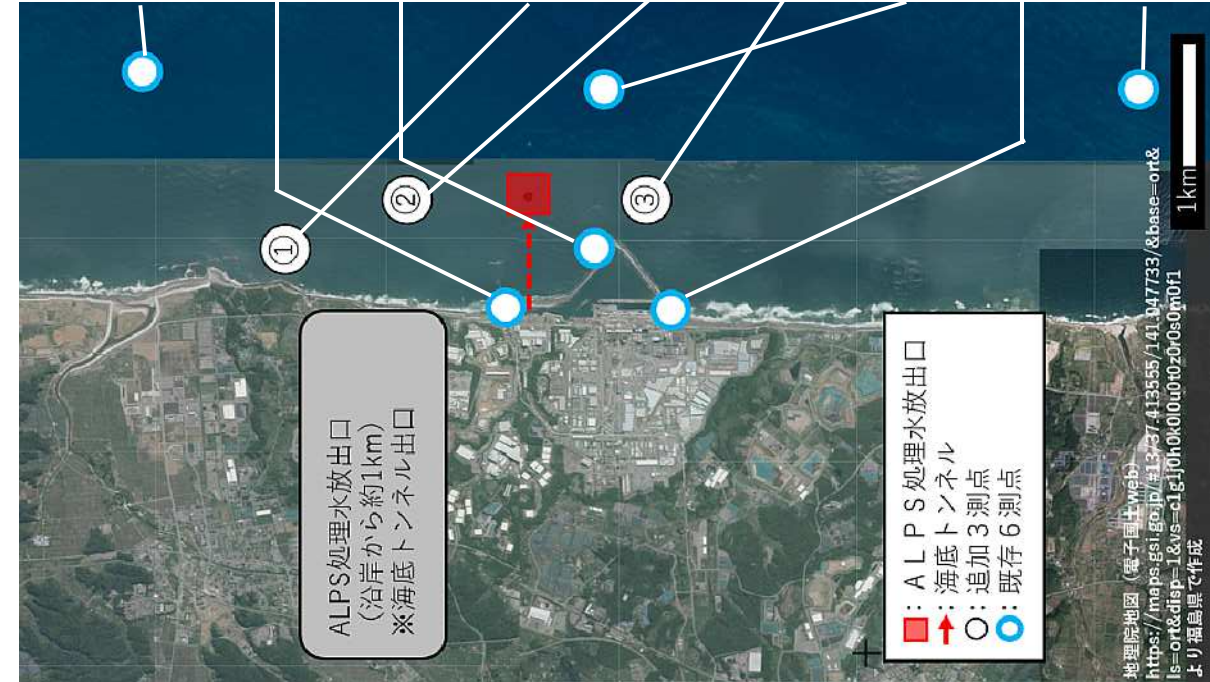 ①
②
③
ALPS処理水放出口
(沿岸から約1km)
※海底トンネル出口
：ＡＬＰＳ処理水放出口
：海底トンネル
：追加３測点
：既存６測点
1km
地理院地図（電子国土web）
https://maps.gsi.go.jp/#13/37.413555/141.047733/&base=ort&
ls=ort&disp=1&vs=c1g1j0h0k0l0u0t0z0r0s0m0f1
より福島県で作成